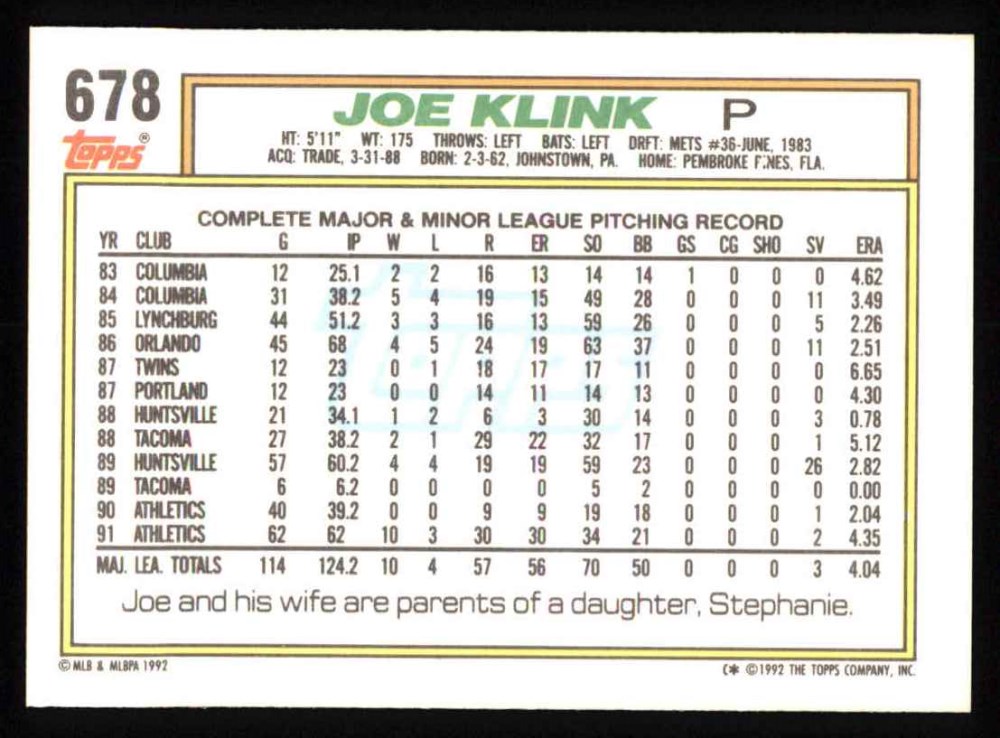 678
Topps®
JOE KLINK P
HT: 5'11" WT: 175 THROWS: LEFT BATS: LEFT DRFT: METS #36-JUNE, 1983
ACQ: TRADE, 3-31-88 BORN: 2-3-62, JOHNSTOWN, PA. HOME: PEMBROKE PINES, FLA.
COMPLETE MAJOR & MINOR LEAGUE PITCHING RECORD
YR CLUB G IP W L R ER SO BB GS CG SHO SV ERA
83 COLUMBIA 12 25.1 2 2 16 13 14 14 1 0 0 0 4.62
84 COLUMBIA 31 38.2 5 4 19 15 49 28 0 0 0 11 3.49
85 LYNCHBURG 44 51.2 3 3 16 13 59 26 0 0 0 5 2.26
86 ORLANDO 45 68 4 5 24 19 63 37 0 0 0 11 2.51
87 TWINS 12 23 0 1 18 17 17 11 0 0 0 0 6.65
87 PORTLAND 12 23 0 0 14 11 14 13 0 0 0 0 4.30
88 HUNTSVILLE 21 34.1 1 2 6 3 30 14 0 0 0 3 0.78
88 TACOMA 27 38.2 2 1 29 22 32 17 0 0 0 1 5.12
89 HUNTSVILLE 57 60.2 4 4 19 19 59 23 0 0 0 26 2.82
89 TACOMA 6 6.2 0 0 0 0 5 2 0 0 0 0 0.00
90 ATHLETICS 40 39.2 0 0 9 9 19 18 0 0 0 1 2.04
91 ATHLETICS 62 62 10 3 30 30 34 21 0 0 0 2 4.35
MAJ. LEA. TOTALS 114 124.2 10 4 57 56 70 50 0 0 0 3 4.04
Joe and his wife are parents of a daughter, Stephanie.
© MLB & MLBPA 1992
C* ©1992 THE TOPPS COMPANY, INC.